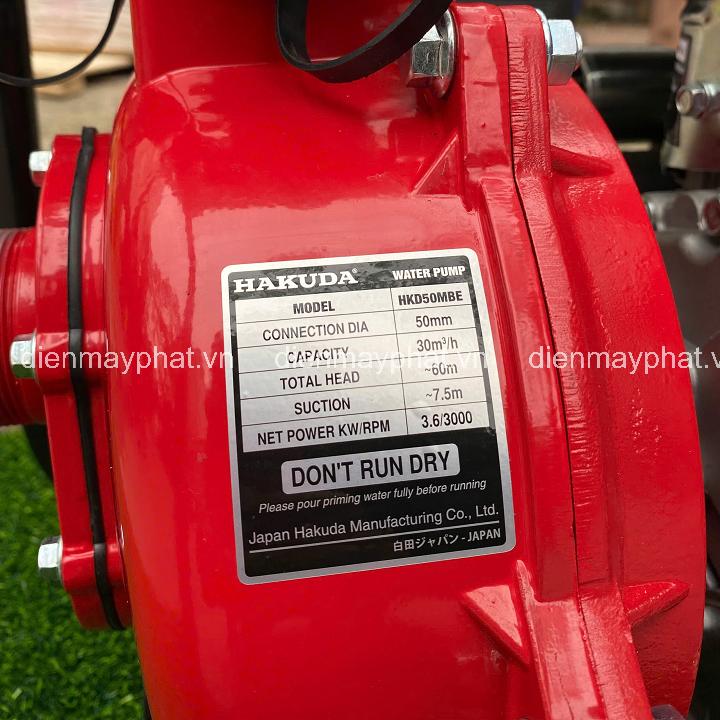 HAKUDA® WATER PUMP
MODEL HKD50MBE
CONNECTION DIA 50mm
CAPACITY 30m³/h
TOTAL HEAD ~60m
SUCTION ~7.5m
NET POWER KW/RPM 3.6/3000
DON'T RUN DRY
Please pour priming water fully before running
Japan Hakuda Manufacturing Co., Ltd.
白田ジャパン - JAPAN
dienmayphat.vn dienmayphat.vn dienmayphat.vn